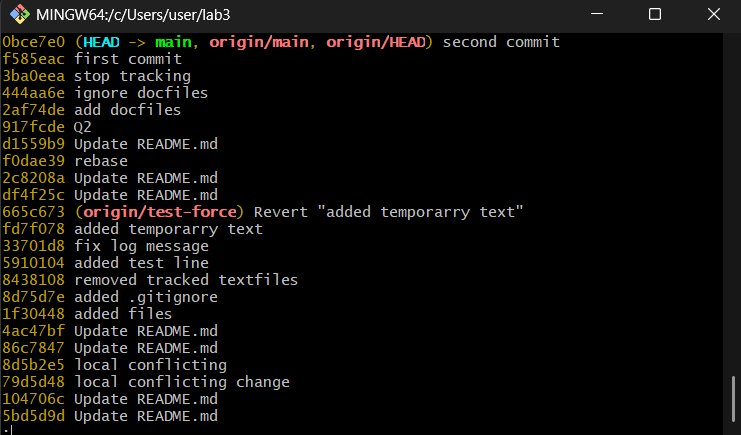 MINGW64:/c/Users/user/lab3
0bce7e0 (HEAD -> main, origin/main, origin/HEAD) second commit
f585eac first commit
3ba0eea stop tracking
444aa6e ignore docfiles
2af74de add docfiles
917fcde Q2
d1559b9 Update README.md
f0dae39 rebase
2c8208a Update README.md
df4f25c Update README.md
665c673 (origin/test-force) Revert "added temporarry text"
fd7f078 added temporarry text
33701d8 fix log message
5910104 added test line
8438108 removed tracked textfiles
8d75d7e added .gitignore
1f30448 added files
4ac47bf Update README.md
86c7847 Update README.md
8d5b2e5 local conflicting
79d5d48 local conflicting change
104706c Update README.md
5bd5d9d Update README.md
: